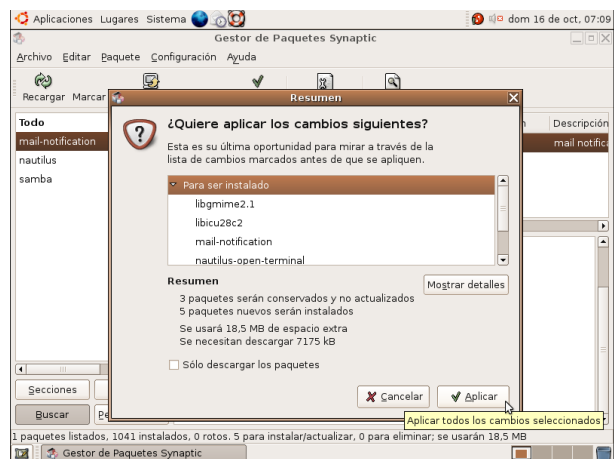 Aplicaciones Lugares Sistema dom 16 de oct, 07:09
Gestor de Paquetes Synaptic
Archivo Editar Paquete Configuración Ayuda
Recargar Marcar
Resumen
Todo
mail-notification
nautilus
samba
Descripción
mail notifica
¿Quiere aplicar los cambios siguientes?
Esta es su última oportunidad para mirar a través de la
lista de cambios marcados antes de que se apliquen.
Para ser instalado
libgmime2.1
libicu28c2
mail-notification
nautilus-open-terminal
Resumen
Mostrar detalles
3 paquetes serán conservados y no actualizados
5 paquetes nuevos serán instalados
Se usará 18,5 MB de espacio extra
Se necesitan descargar 7175 kB
Sólo descargar los paquetes
Cancelar Aplicar
Secciones
Buscar
Aplicar todos los cambios seleccionados
1 paquetes listados, 1041 instalados, 0 rotos. 5 para instalar/actualizar, 0 para eliminar; se usarán 18,5 MB
Gestor de Paquetes Synaptic